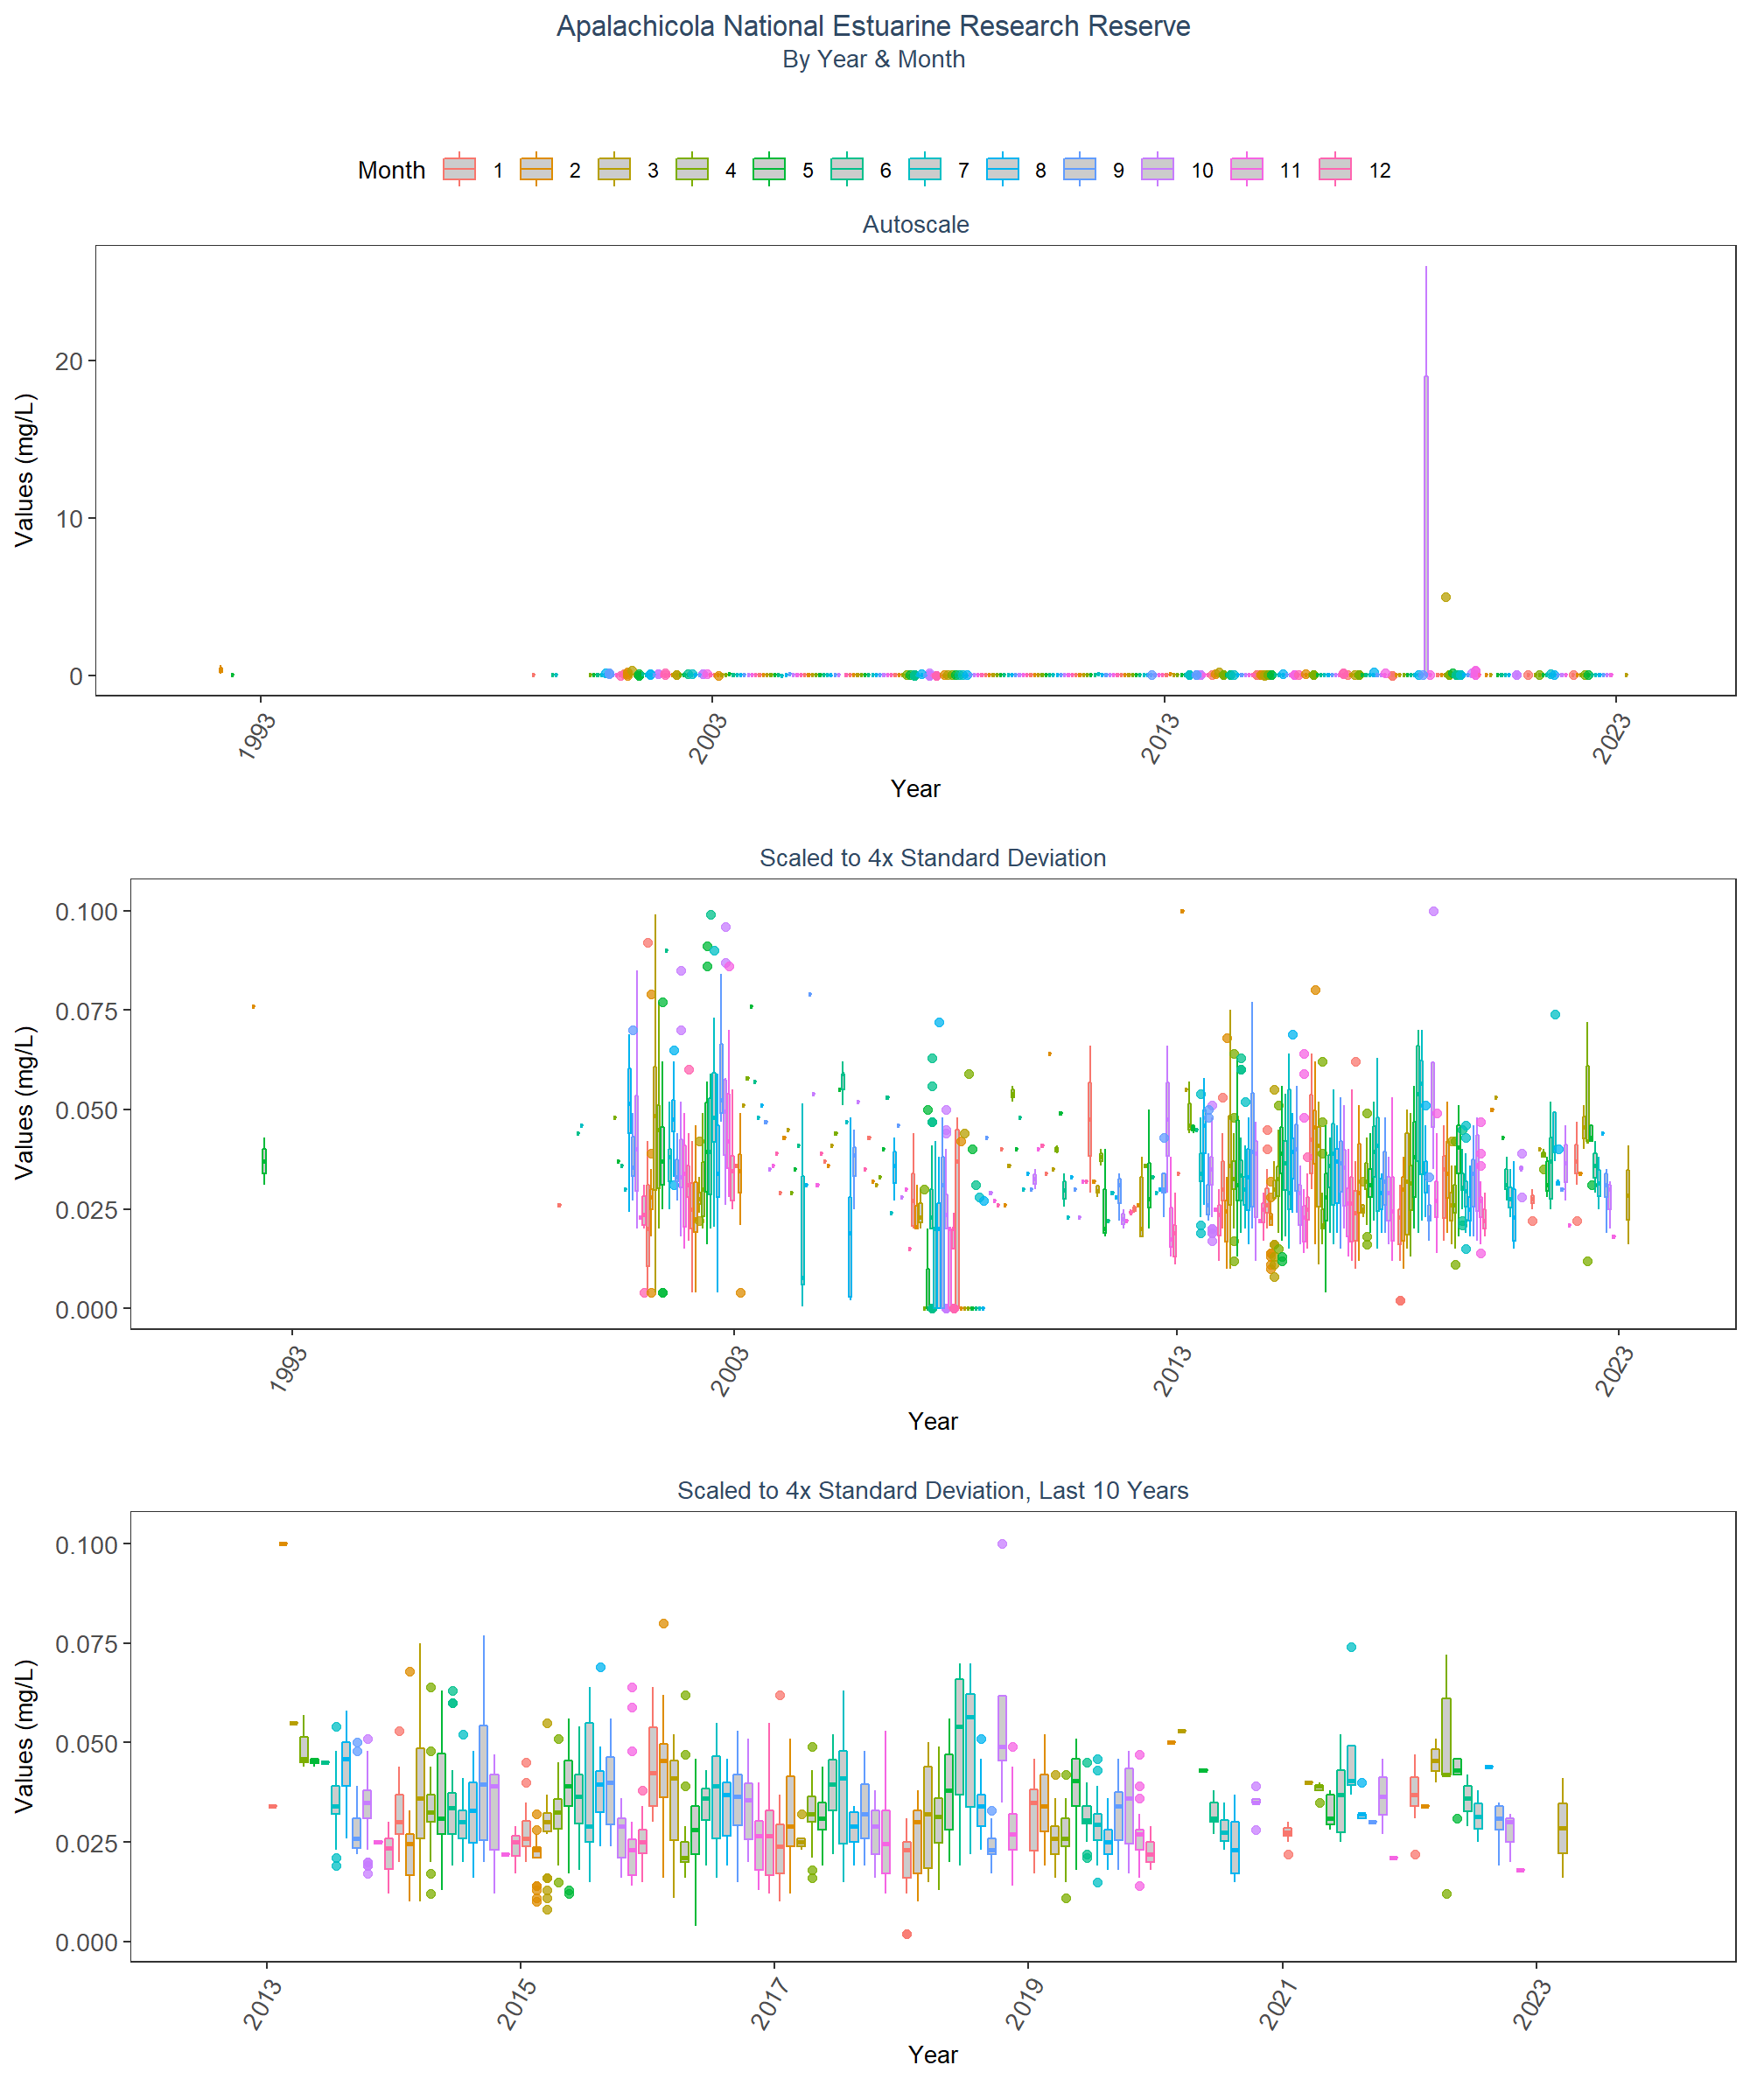 Apalachicola National Estuarine Research Reserve
By Year & Month
Month 1 2 3 4 5 6 7 8 9 10 11 12
Autoscale
Values (mg/L)
20
10
0
1993 2003 2013 2023
Year
Scaled to 4x Standard Deviation
Values (mg/L)
0.100
0.075
0.050
0.025
0.000
1993 2003 2013 2023
Year
Scaled to 4x Standard Deviation, Last 10 Years
Values (mg/L)
0.100
0.075
0.050
0.025
0.000
2013 2015 2017 2019 2021 2023
Year